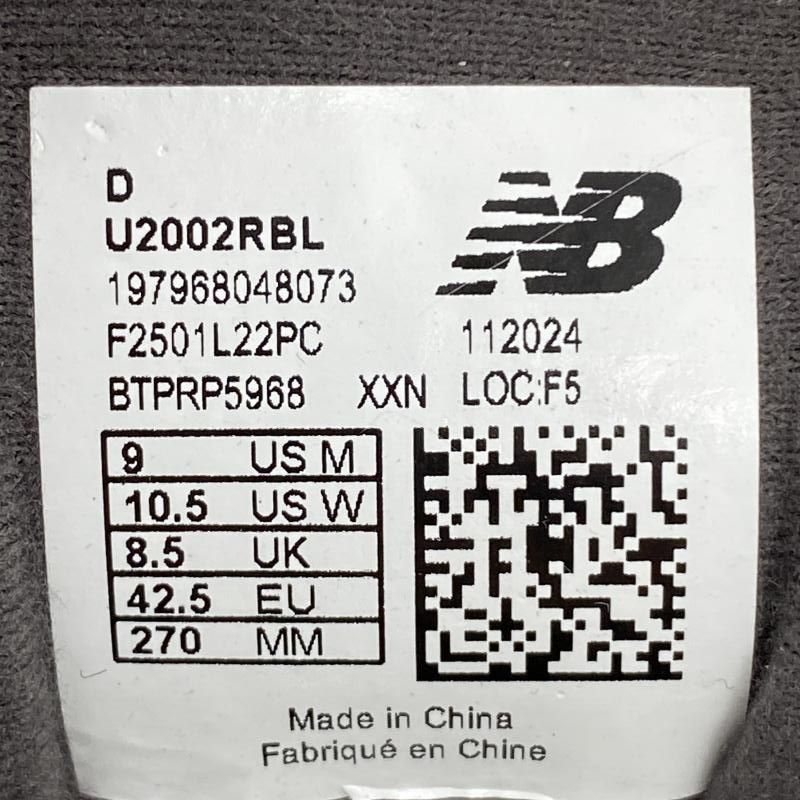 D
U2002RBL
197968048073
F2501L22PC 112024
BTPRP5968 XXN LOC:F5
NB
9 US M
10.5 US W
8.5 UK
42.5 EU
270 MM
Made in China
Fabriqué en Chine